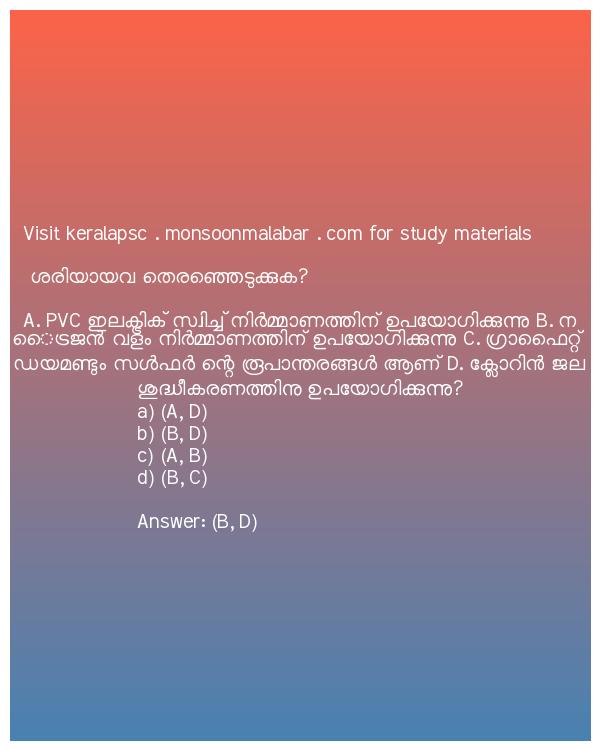 Visit keralapsc . monsoonmalabar . com for study materials
ശരിയായവ തെരഞ്ഞെടുക്കുക?
A. PVC ഇലക്ട്രിക് സ്വിച്ച് നിർമ്മാണത്തിന് ഉപയോഗിക്കുന്നു B. ന
ൈട്രജൻ വളം നിർമ്മാണത്തിന് ഉപയോഗിക്കുന്നു C. ഗ്രാഫൈറ്റ്
ഡയമണ്ടും സൾഫർ ന്റെ രൂപാന്തരങ്ങൾ ആണ് D. ക്ലോറിൻ ജല
ശുദ്ധീകരണത്തിനു ഉപയോഗിക്കുന്നു?
a) (A, D)
b) (B, D)
c) (A, B)
d) (B, C)
Answer: (B, D)